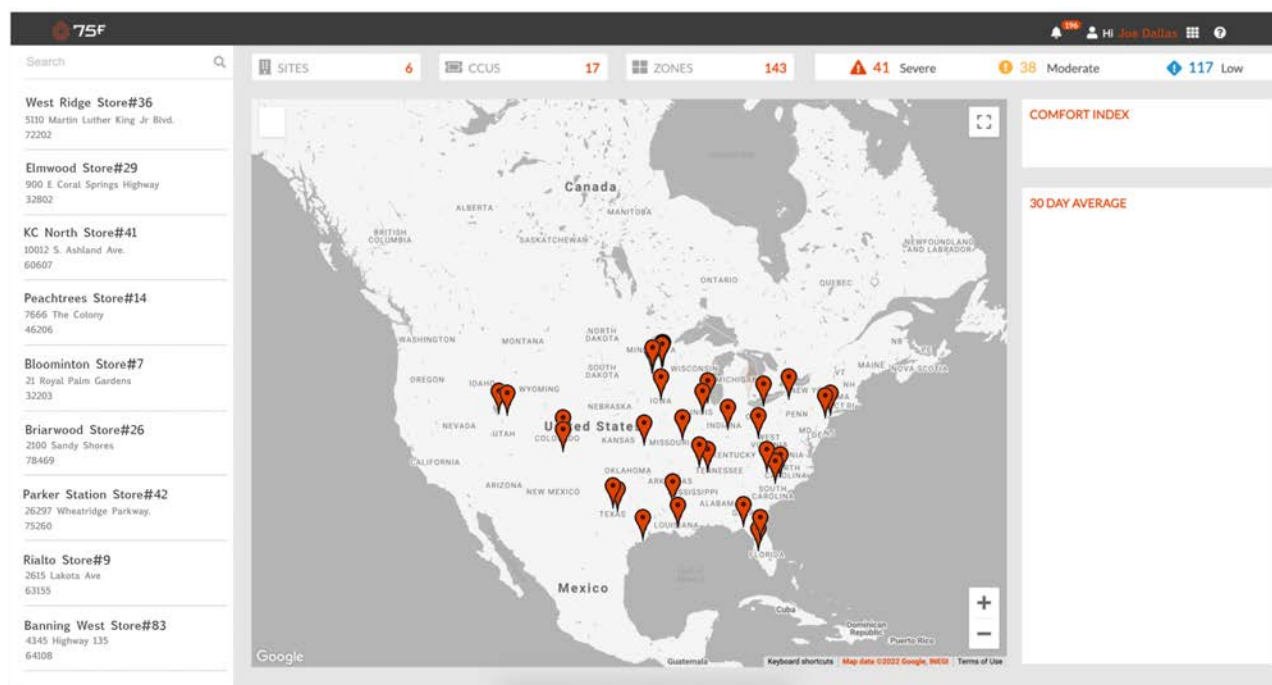 75F
196
Hi Joe Dallas
Search
SITES 6
CCUS 17
ZONES 143
41 Severe
38 Moderate
117 Low
West Ridge Store#36
5110 Martin Luther King Jr Blvd.
72202
Elmwood Store#29
900 E Coral Springs Highway
32802
KC North Store#41
10012 S. Ashland Ave.
60607
Peachtrees Store#14
7666 The Colony
46206
Bloominton Store#7
21 Royal Palm Gardens
32203
Briarwood Store#26
2100 Sandy Shores
78469
Parker Station Store#42
26297 Wheatridge Parkway.
75260
Rialto Store#9
2615 Lakota Ave
63155
Banning West Store#83
4345 Highway 135
64108
Canada
ALBERTA
MANITOBA
BRITISH
COLUMBIA
SASKATCHEWAN
NEWFOUNDLAND
AND LABRADOR
ONTARIO
QUEBEC
WASHINGTON
MONTANA
NORTH
DAKOTA
NB
PE
MAINE
NOVA SCOTIA
SOUTH
DAKOTA
WISCONSIN
MICHIGAN
VT
NH
OREGON
IDAHO
WYOMING
IOWA
NEW
MA
CT RI
NEBRASKA
INDIANA
PENN
NEVADA
UTAH
United States
KANSAS
MISSOURI
WEST
MD
CALIFORNIA
KENTUCKY
OKLAHOMA
TENNESSEE
ARIZONA
NEW MEXICO
SOUTH
CAROLINA
TEXAS
LOUISIANA
FLORIDA
Mexico
Cuba
Dominican
Republic
Puerto Rico
Guatemala
Google
Keyboard shortcuts
Map data ©2022 Google, INEGI
Terms of Use
COMFORT INDEX
30 DAY AVERAGE